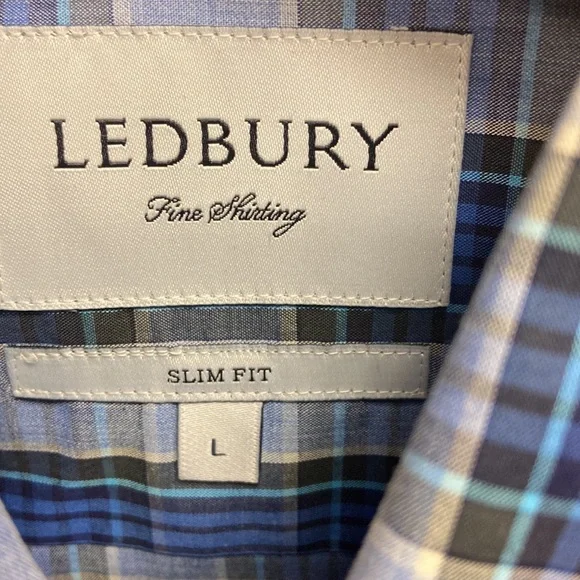 LEDBURY
Fine Shirting
SLIM FIT
L